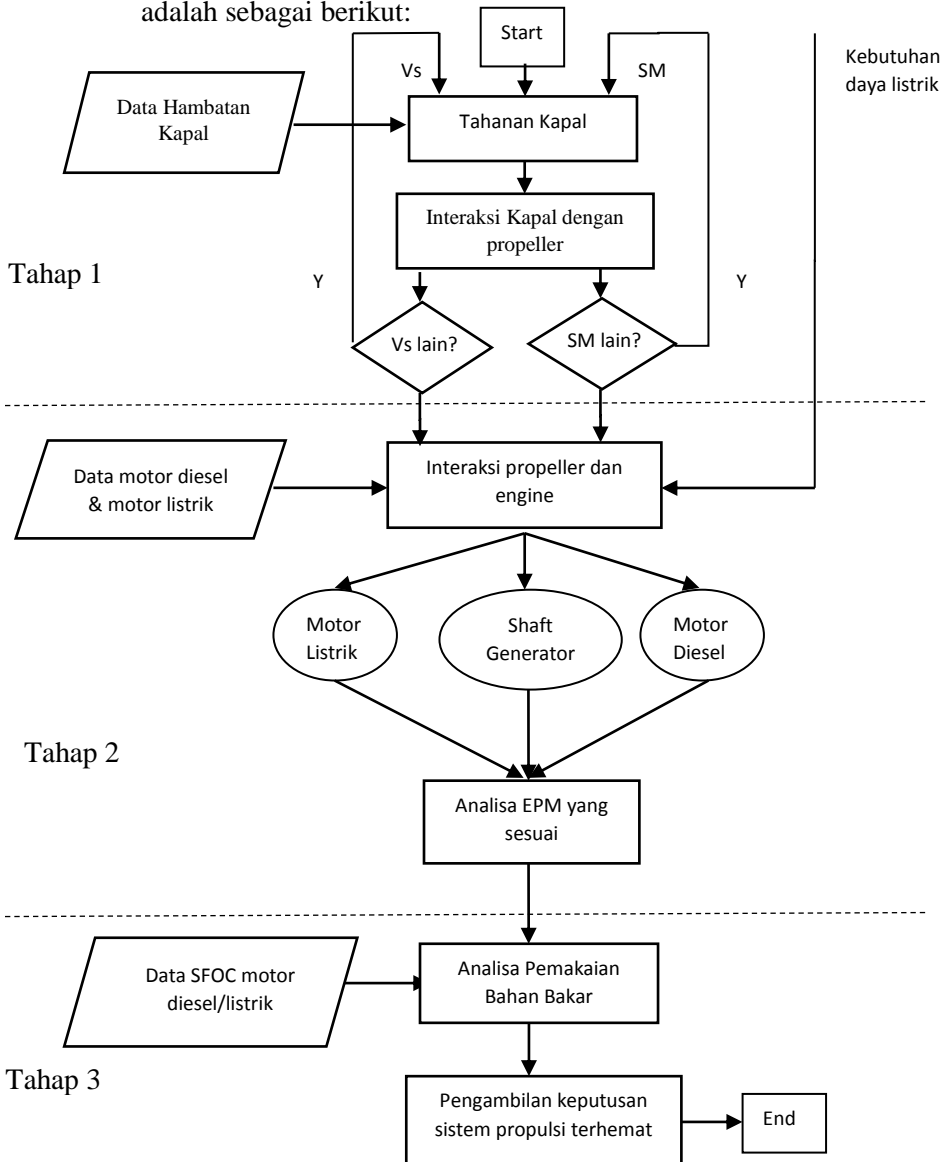 adalah sebagai berikut:
Start
Kebutuhan
daya listrik
Vs
SM
Data Hambatan
Kapal
Tahanan Kapal
Interaksi Kapal dengan
propeller
Tahap 1
Y
Y
Vs lain?
SM lain?
Data motor diesel
& motor listrik
Interaksi propeller dan
engine
Motor
Listrik
Shaft
Generator
Motor
Diesel
Tahap 2
Analisa EPM yang
sesuai
Data SFOC motor
diesel/listrik
Analisa Pemakaian
Bahan Bakar
Tahap 3
Pengambilan keputusan
sistem propulsi terhemat
End